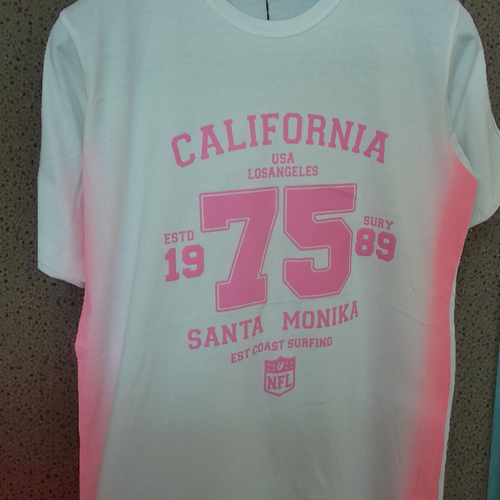 CALIFORNIA
USA
LOSANGELES
ESTD 75 SURY
19 89
SANTA MONIKA
EST COAST SURFING
NFL